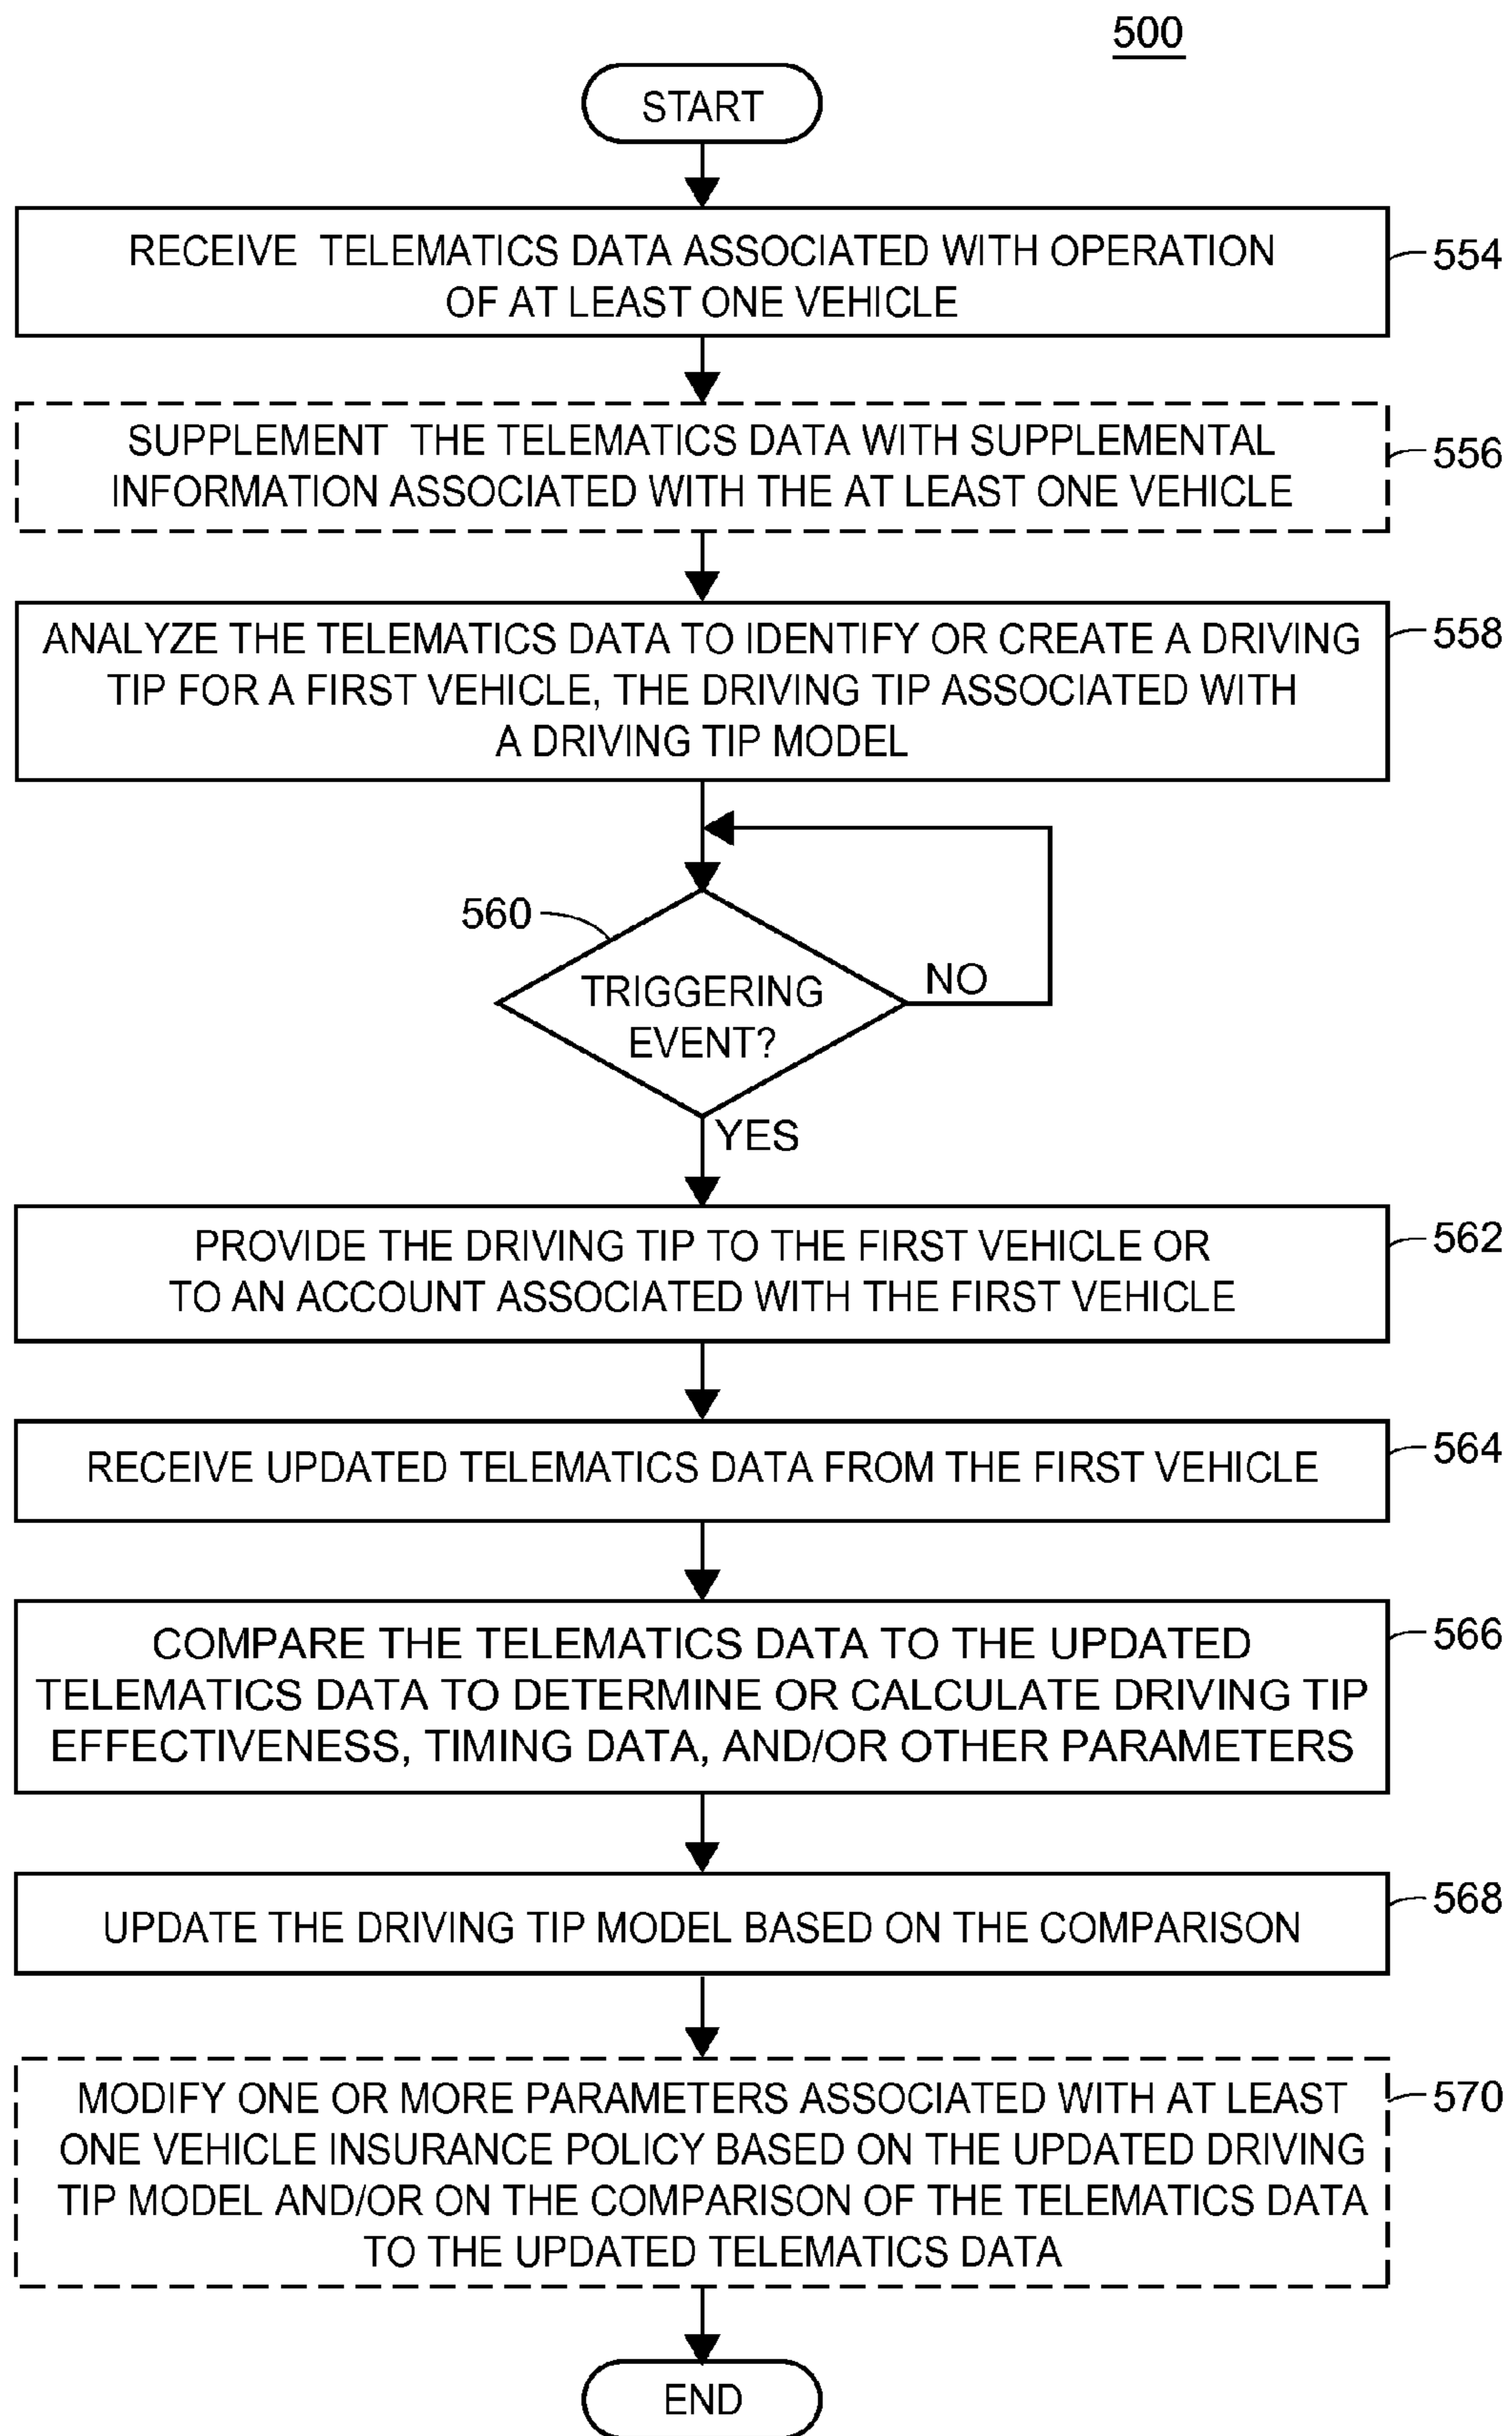 500
START
RECEIVE TELEMATICS DATA ASSOCIATED WITH OPERATION
OF AT LEAST ONE VEHICLE
554
SUPPLEMENT THE TELEMATICS DATA WITH SUPPLEMENTAL
INFORMATION ASSOCIATED WITH THE AT LEAST ONE VEHICLE
556
ANALYZE THE TELEMATICS DATA TO IDENTIFY OR CREATE A DRIVING
TIP FOR A FIRST VEHICLE, THE DRIVING TIP ASSOCIATED WITH
A DRIVING TIP MODEL
558
560
TRIGGERING
EVENT?
NO
YES
PROVIDE THE DRIVING TIP TO THE FIRST VEHICLE OR
TO AN ACCOUNT ASSOCIATED WITH THE FIRST VEHICLE
562
RECEIVE UPDATED TELEMATICS DATA FROM THE FIRST VEHICLE
564
COMPARE THE TELEMATICS DATA TO THE UPDATED
TELEMATICS DATA TO DETERMINE OR CALCULATE DRIVING TIP
EFFECTIVENESS, TIMING DATA, AND/OR OTHER PARAMETERS
566
UPDATE THE DRIVING TIP MODEL BASED ON THE COMPARISON
568
MODIFY ONE OR MORE PARAMETERS ASSOCIATED WITH AT LEAST
ONE VEHICLE INSURANCE POLICY BASED ON THE UPDATED DRIVING
TIP MODEL AND/OR ON THE COMPARISON OF THE TELEMATICS DATA
TO THE UPDATED TELEMATICS DATA
570
END